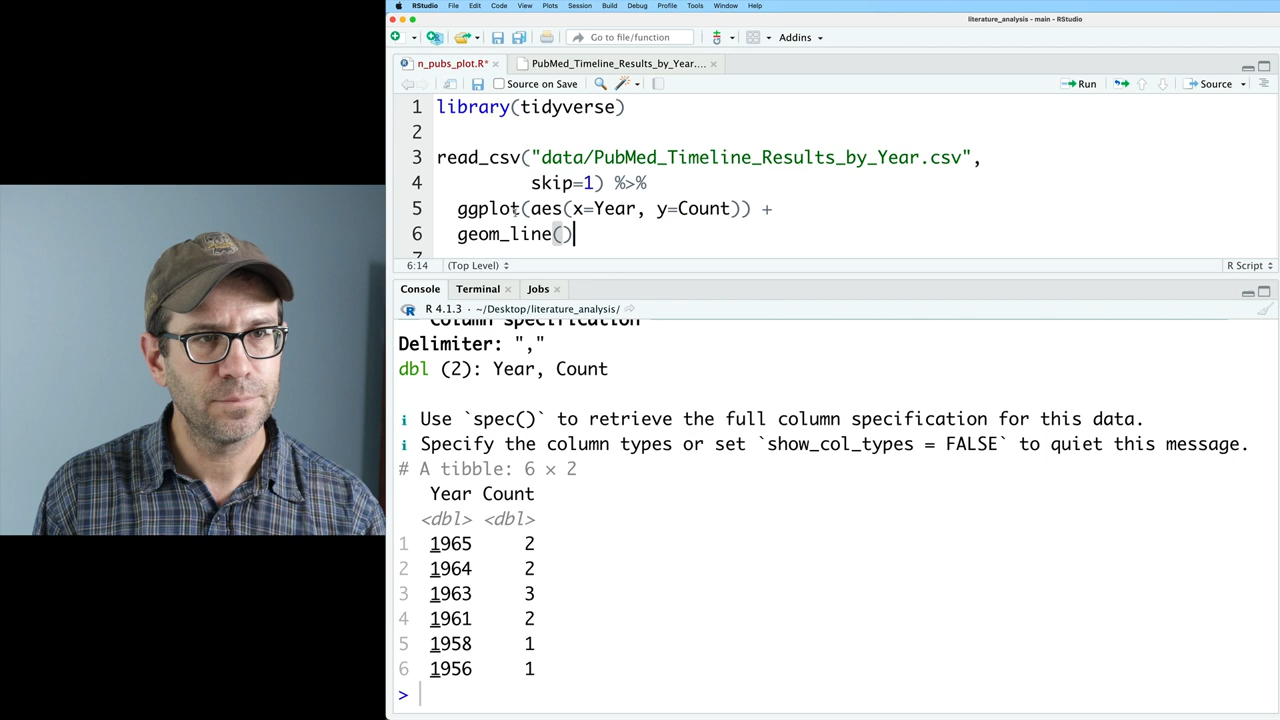 RStudio File Edit Code View Plots Session Build Debug Profile Tools Window Help
literature_analysis - main - RStudio
Go to file/function Addins
n_pubs_plot.R* PubMed_Timeline_Results_by_Year....
Source on Save Run Source
1 library(tidyverse)
2
3 read_csv("data/PubMed_Timeline_Results_by_Year.csv",
4 skip=1) %>%
5 ggplot(aes(x=Year, y=Count)) +
6 geom_line()
6:14 (Top Level) R Script
Console Terminal Jobs
R 4.1.3 · ~/Desktop/literature_analysis/
Column specification
Delimiter: ","
dbl (2): Year, Count
i Use `spec()` to retrieve the full column specification for this data.
i Specify the column types or set `show_col_types = FALSE` to quiet this message.
# A tibble: 6 × 2
Year Count
<dbl> <dbl>
1 1965 2
2 1964 2
3 1963 3
4 1961 2
5 1958 1
6 1956 1
>